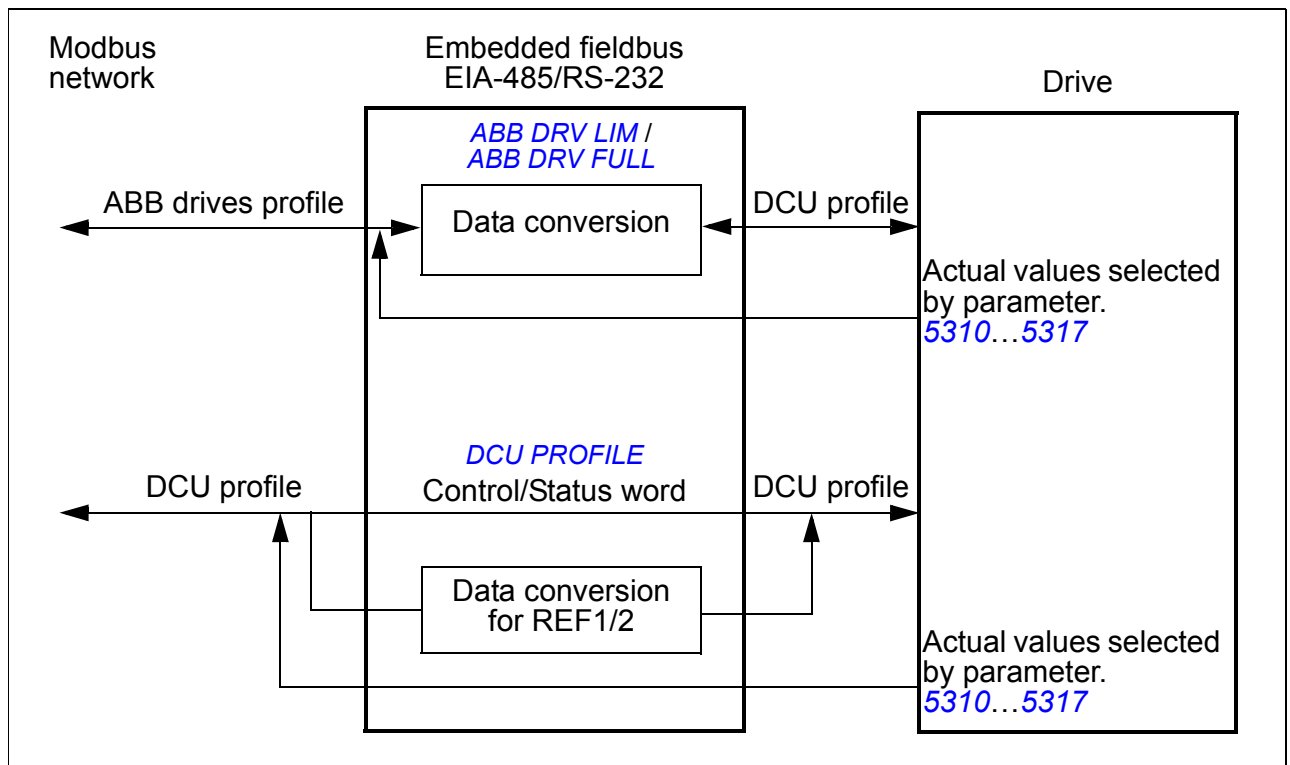 Modbus
network
Embedded fieldbus
EIA-485/RS-232
Drive
ABB DRV LIM /
ABB DRV FULL
ABB drives profile
Data conversion
DCU profile
Actual values selected
by parameter.
5310…5317
DCU PROFILE
DCU profile
Control/Status word
DCU profile
Data conversion
for REF1/2
Actual values selected
by parameter.
5310…5317